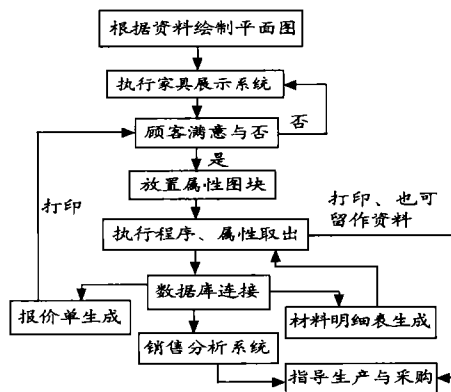 根据资料绘制平面图
执行家具展示系统
顾客满意与否
否
是
放置属性图块
打印
打印、也可
留作资料
执行程序、属性取出
数据库连接
报价单生成
材料明细表生成
销售分析系统
指导生产与采购